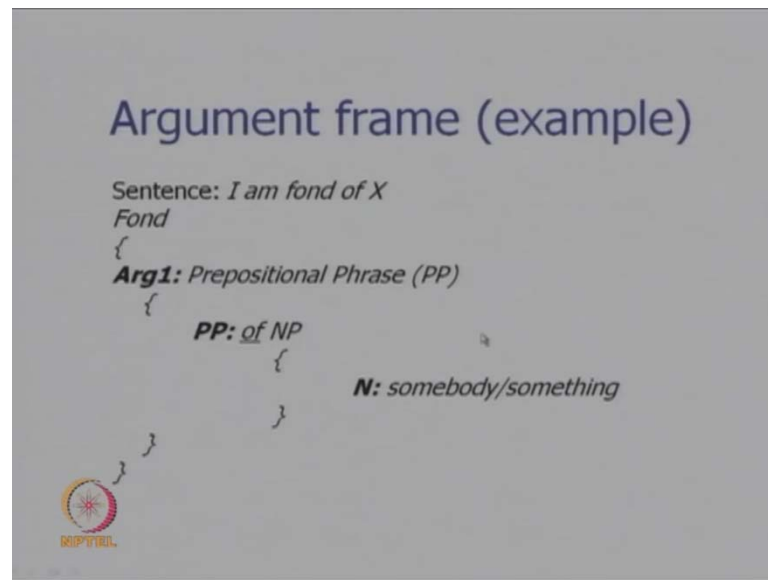 Argument frame (example)
Sentence: I am fond of X
Fond
{
Arg1: Prepositional Phrase (PP)
{
PP: of NP
{
N: somebody/something
}
}
}
NPTEL